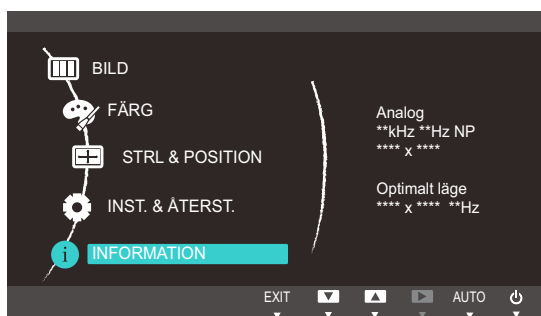 BILD
FÄRG
STRL & POSITION
INST. & ÅTERST.
i INFORMATION
Analog
**kHz **Hz NP
**** x ****
Optimalt läge
**** x **** **Hz
EXIT AUTO